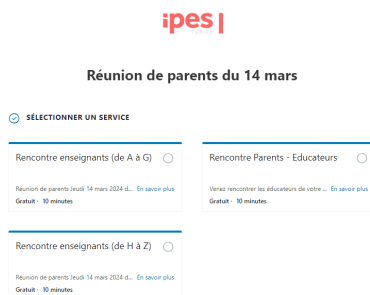 ipes
Réunion de parents du 14 mars
SÉLECTIONNER UN SERVICE
Rencontre enseignants (de A à G)
Réunion de parents Jeudi 14 mars 2024 d... En savoir plus
Gratuit · 10 minutes
Rencontre Parents - Educateurs
Venez rencontrer les éducateurs de votre ... En savoir plus
Gratuit · 10 minutes
Rencontre enseignants (de H à Z)
Réunion de parents Jeudi 14 mars 2024 d... En savoir plus
Gratuit · 10 minutes